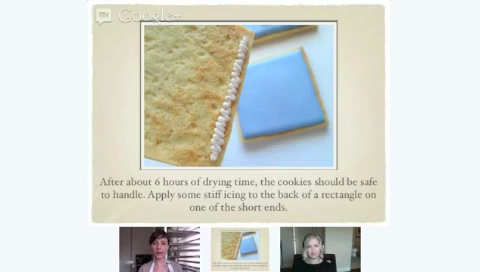 Google+
After about 6 hours of drying time, the cookies should be safe
to handle. Apply some stiff icing to the back of a rectangle on
one of the short ends.